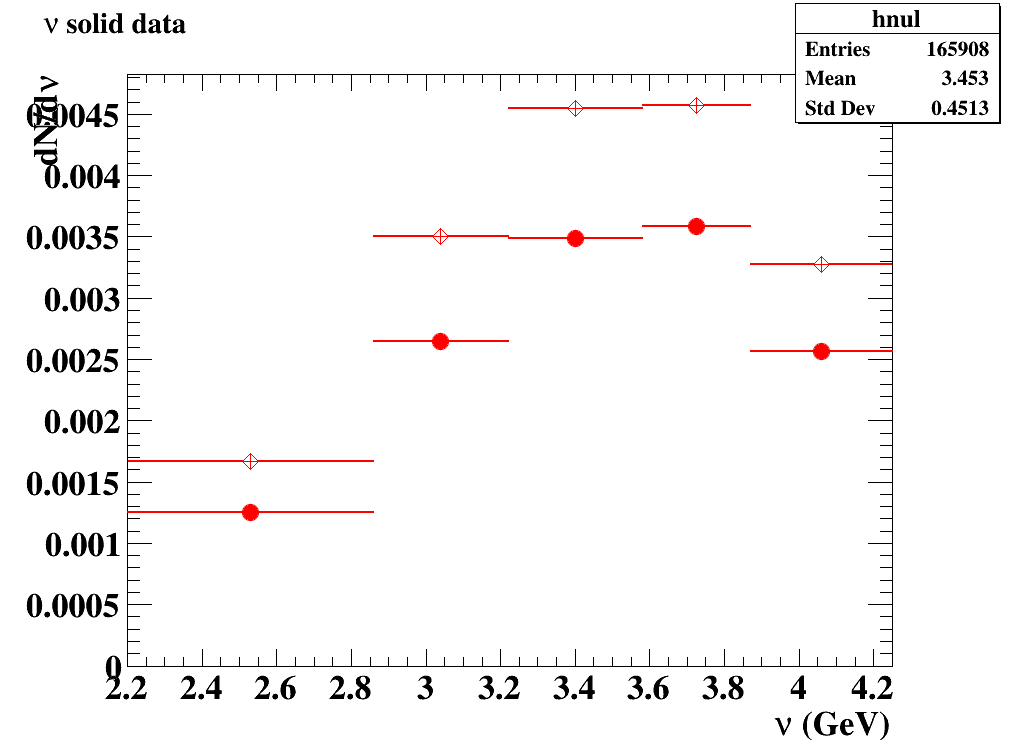 ν solid data
hnul
Entries 165908
Mean 3.453
Std Dev 0.4513
dN/dν
0.0045
0.004
0.0035
0.003
0.0025
0.002
0.0015
0.001
0.0005
0
2.2 2.4 2.6 2.8 3 3.2 3.4 3.6 3.8 4 4.2
ν (GeV)